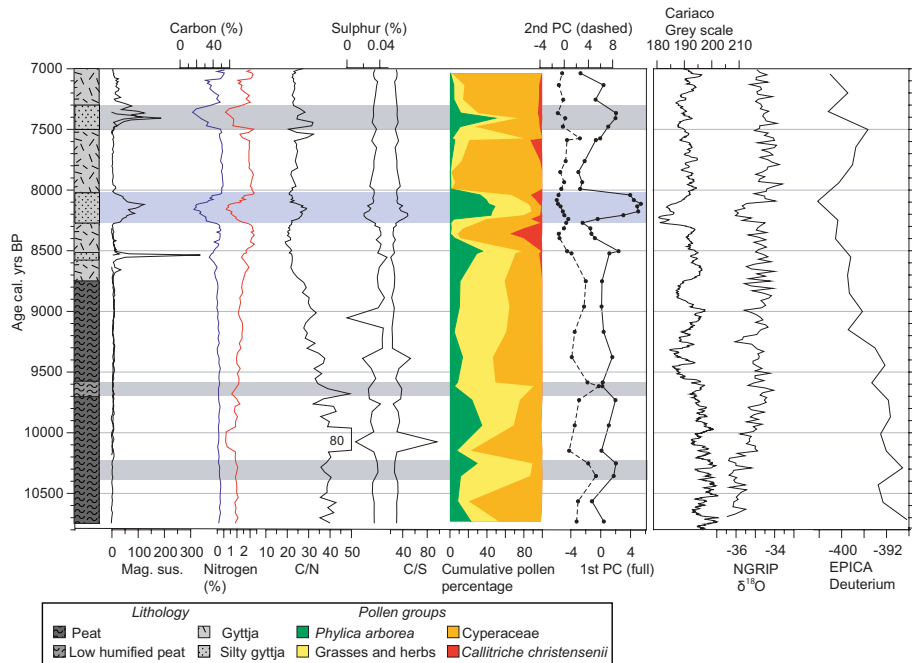 Carbon (%)
Sulphur (%)
2nd PC (dashed)
Cariaco
Grey scale
0 40
0 0.04
-4 0 4 8
180 190 200 210
Age cal. yrs BP
7000
7500
8000
8500
9000
9500
10000
10500
80
0 100 300
0 1 2
10 20 30 40 50
40 80
0 40 80
-4 0 4
-36 -34
-400 -392
Mag. sus.
Nitrogen
(%)
C/N
C/S
Cumulative pollen
percentage
1st PC (full)
NGRIP
δ18O
EPICA
Deuterium
Lithology
Pollen groups
Peat
Gyttja
Phylica arborea
Cyperaceae
Low humified peat
Silty gyttja
Grasses and herbs
Callitriche christensenii